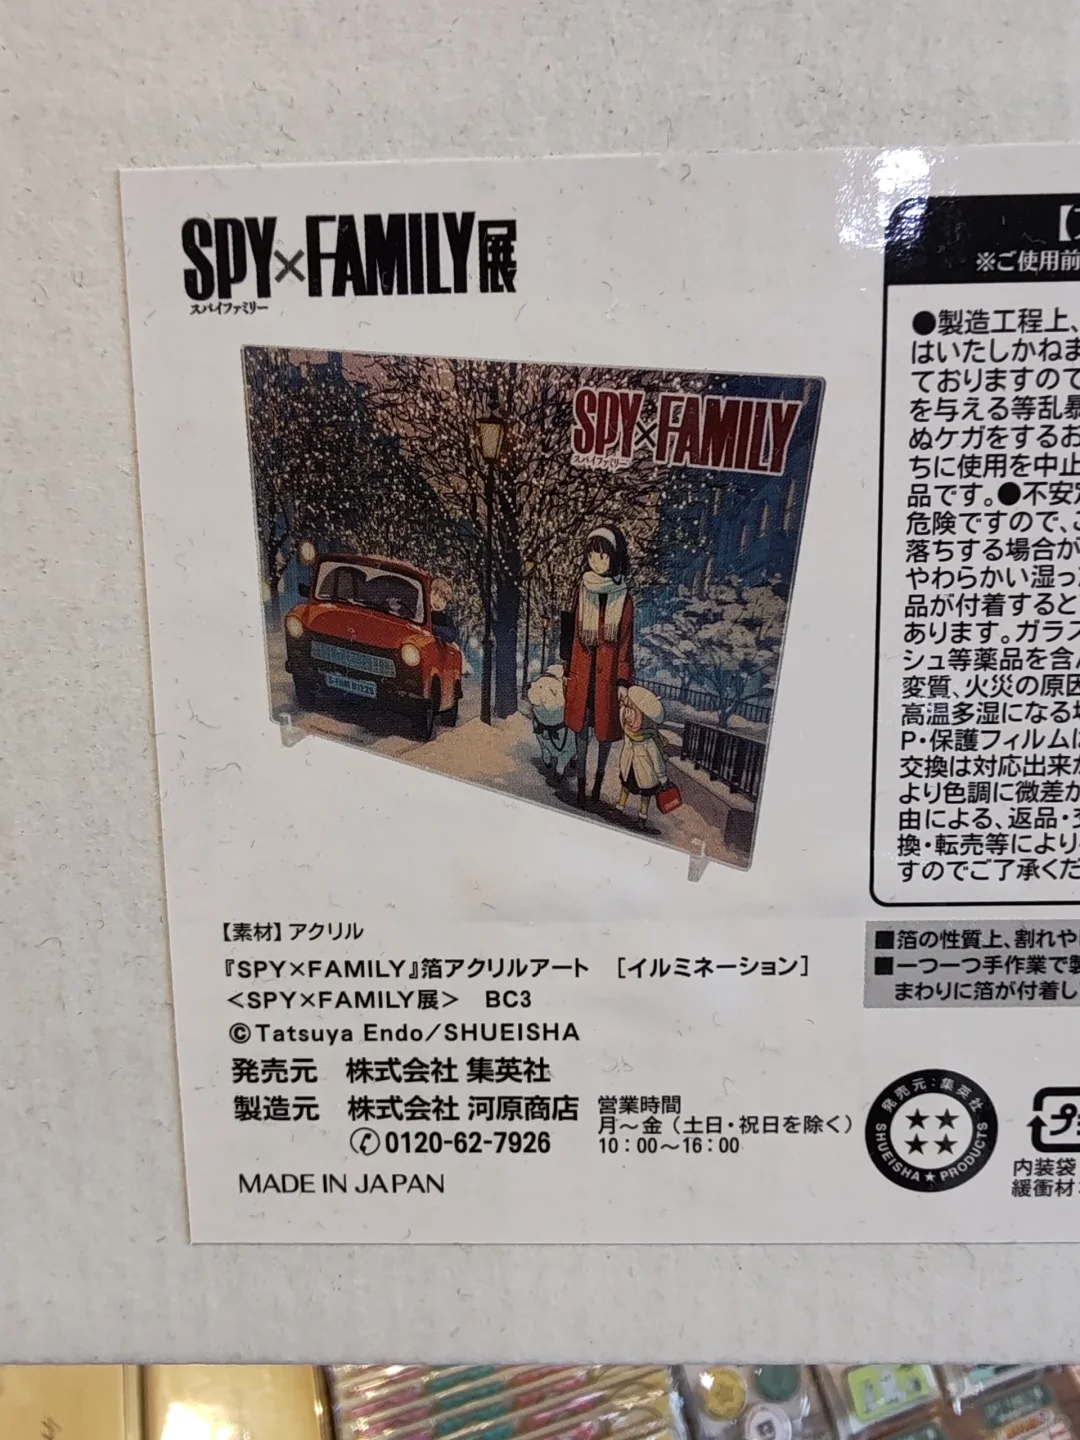 SPY×FAMILY展
スパイファミリー
SPY×FAMILY
スパイファミリー
【素材】アクリル
『SPY×FAMILY』箔アクリルアート ［イルミネーション］
＜SPY×FAMILY展＞ BC3
©Tatsuya Endo/SHUEISHA
発売元 株式会社 集英社
製造元 株式会社 河原商店
0120-62-7926
営業時間
月～金（土日・祝日を除く）
10：00～16：00
MADE IN JAPAN
※ご使用前
●製造工程上、
はいたしかねま
ておりますので
を与える等乱暴
ぬケガをするお
ちに使用を中止
品です。●不安定
危険ですので、こ
落ちする場合が
やわらかい湿っ
品が付着すると
あります。ガラス
シュ等薬品を含ん
変質、火災の原因
高温多湿になる場
P・保護フィルムに
交換は対応出来か
より色調に微差が
由による、返品・交
換・転売等により
すのでご了承くだ
■箔の性質上、割れや
■一つ一つ手作業で製
まわりに箔が付着し
発売元：集英社
SHUEISHA★PRODUCTS
プラ
内装袋
緩衝材